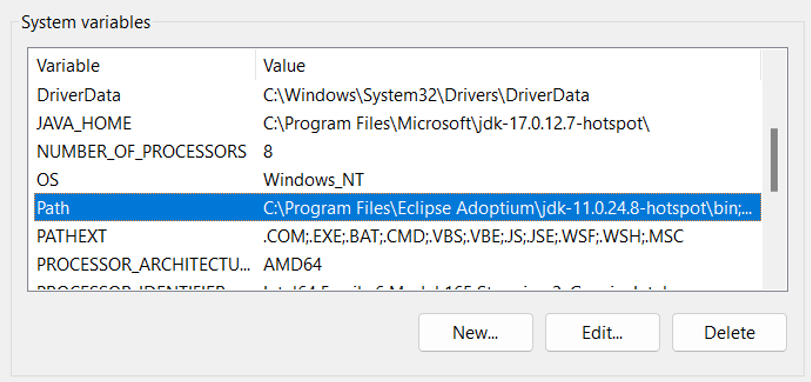 System variables
Variable Value
DriverData C:\Windows\System32\Drivers\DriverData
JAVA_HOME C:\Program Files\Microsoft\jdk-17.0.12.7-hotspot\
NUMBER_OF_PROCESSORS 8
OS Windows_NT
Path C:\Program Files\Eclipse Adoptium\jdk-11.0.24.8-hotspot\bin;...
PATHEXT .COM;.EXE;.BAT;.CMD;.VBS;.VBE;.JS;.JSE;.WSF;.WSH;.MSC
PROCESSOR_ARCHITECTU... AMD64
New... Edit... Delete